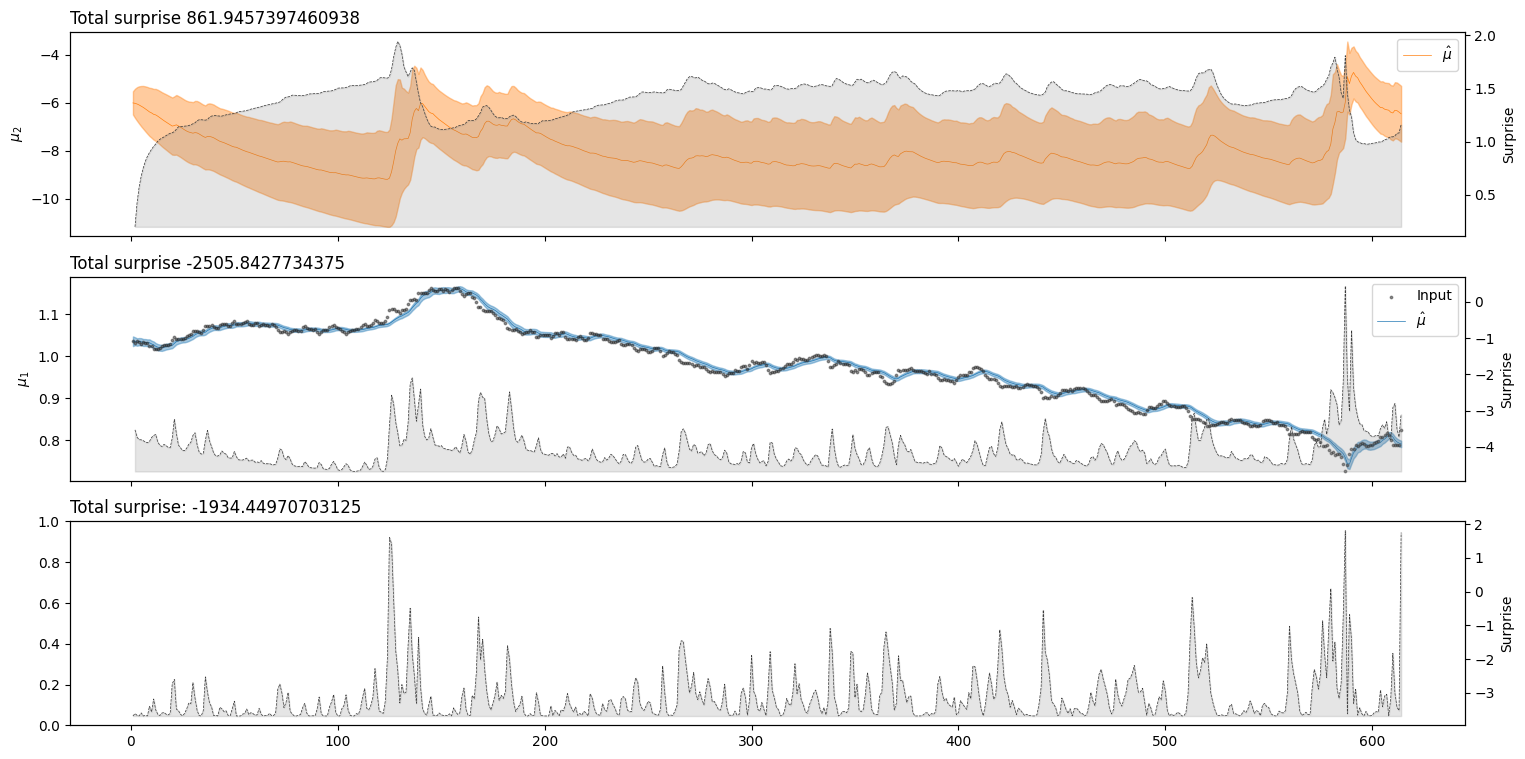 Total surprise 861.9457397460938
−4
−6
−8
−10
μ2
2.0
1.5
1.0
0.5
Surprise
μ̂
Total surprise -2505.8427734375
1.1
1.0
0.9
0.8
μ1
0
−1
−2
−3
−4
Surprise
Input
μ̂
Total surprise: -1934.44970703125
1.0
0.8
0.6
0.4
0.2
0.0
2
1
0
−1
−2
−3
Surprise
0 100 200 300 400 500 600